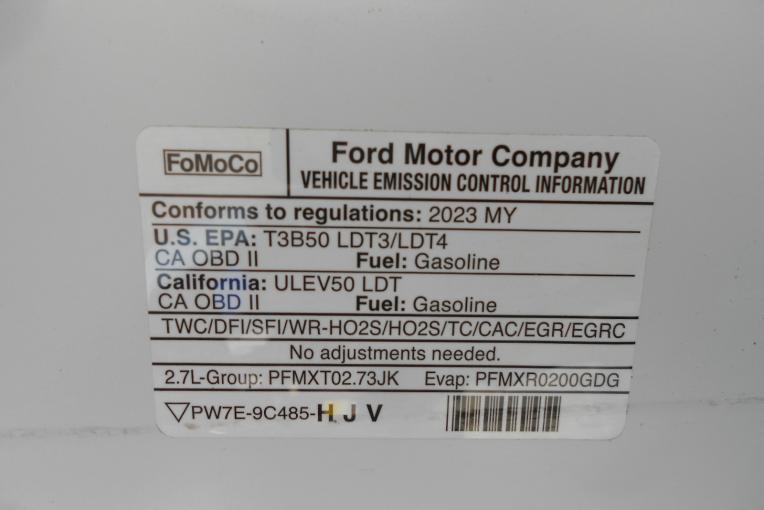 FoMoCo
Ford Motor Company
VEHICLE EMISSION CONTROL INFORMATION
Conforms to regulations: 2023 MY
U.S. EPA: T3B50 LDT3/LDT4
CA OBD II Fuel: Gasoline
California: ULEV50 LDT
CA OBD II Fuel: Gasoline
TWC/DFI/SFI/WR-HO2S/HO2S/TC/CAC/EGR/EGRC
No adjustments needed.
2.7L-Group: PFMXT02.73JK Evap: PFMXR0200GDG
PW7E-9C485-H J V